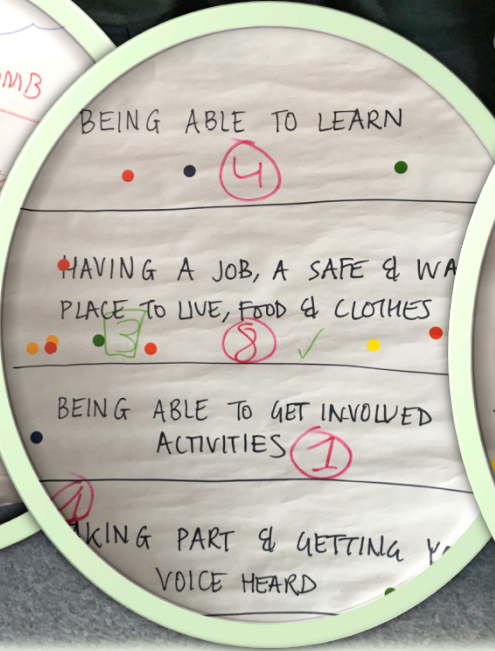 MB
BEING ABLE TO LEARN
4
HAVING A JOB, A SAFE & WA
PLACE TO LIVE, FOOD & CLOTHES
3 8 ✓
BEING ABLE TO GET INVOLVED
ACTIVITIES 1
1
AKING PART & GETTING YO
VOICE HEARD